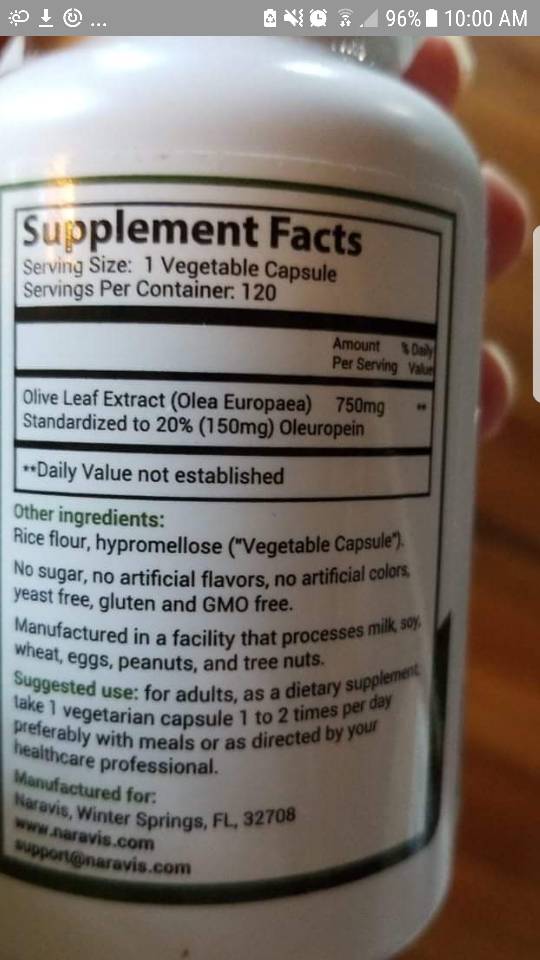 ... 96% 10:00 AM
Supplement Facts
Serving Size: 1 Vegetable Capsule
Servings Per Container: 120
Amount % Daily
Per Serving Value
Olive Leaf Extract (Olea Europaea) 750mg **
Standardized to 20% (150mg) Oleuropein
**Daily Value not established
Other ingredients:
Rice flour, hypromellose ("Vegetable Capsule").
No sugar, no artificial flavors, no artificial colors,
yeast free, gluten and GMO free.
Manufactured in a facility that processes milk, soy,
wheat, eggs, peanuts, and tree nuts.
Suggested use: for adults, as a dietary supplement,
take 1 vegetarian capsule 1 to 2 times per day
preferably with meals or as directed by your
healthcare professional.
Manufactured for:
Naravis, Winter Springs, FL, 32708
www.naravis.com
support@naravis.com